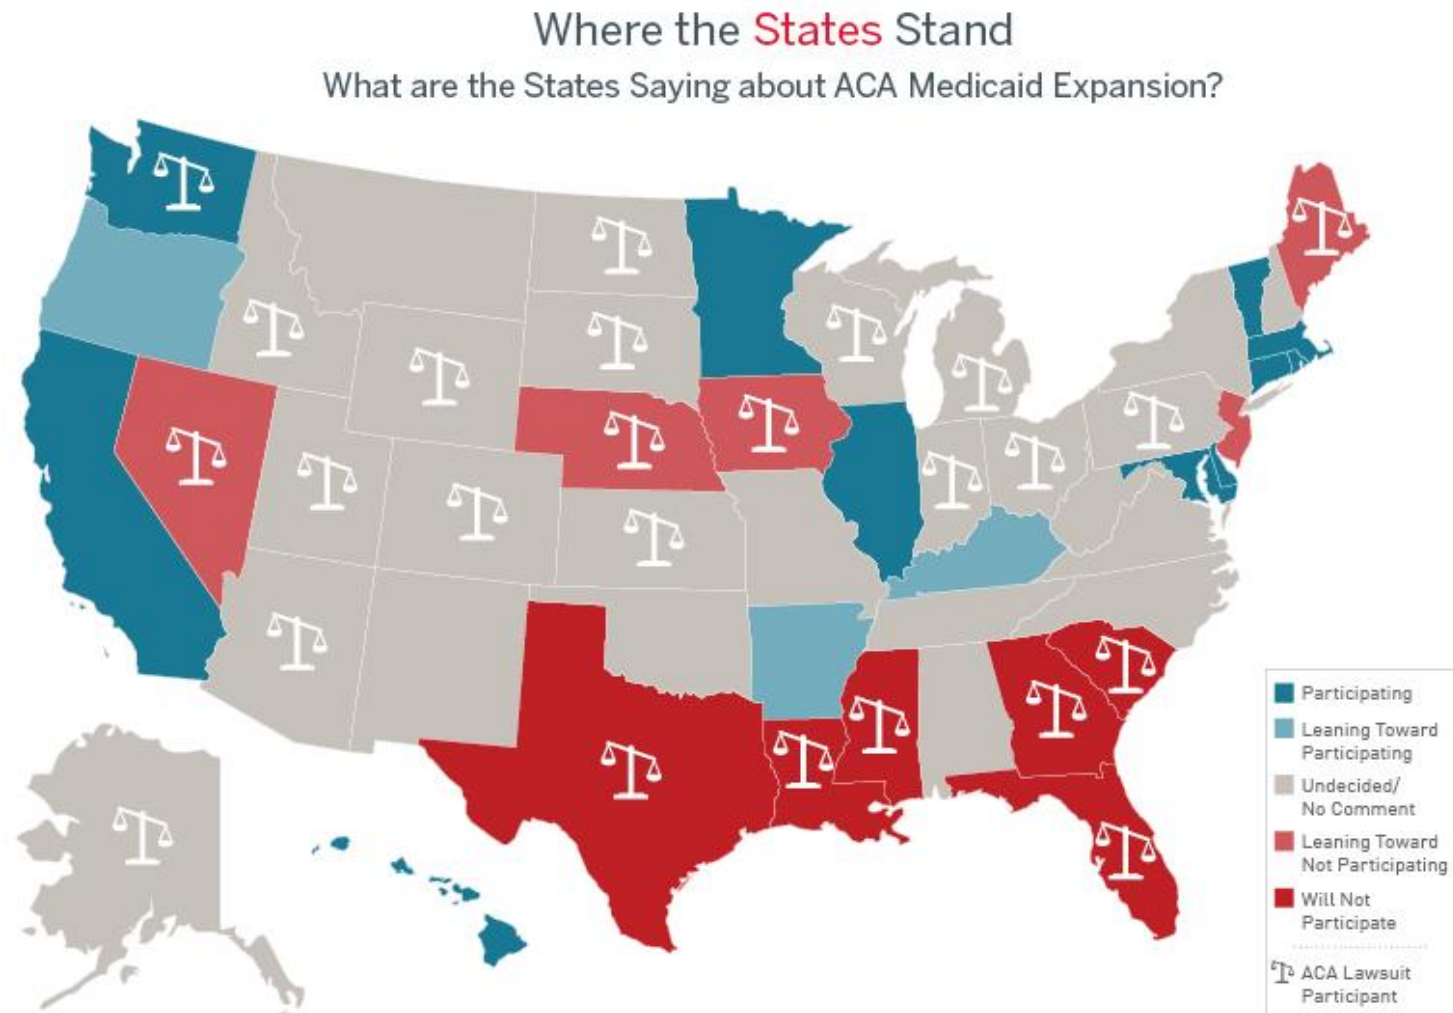 Where the States Stand
What are the States Saying about ACA Medicaid Expansion?
Participating
Leaning Toward
Participating
Undecided/
No Comment
Leaning Toward
Not Participating
Will Not
Participate
ACA Lawsuit
Participant